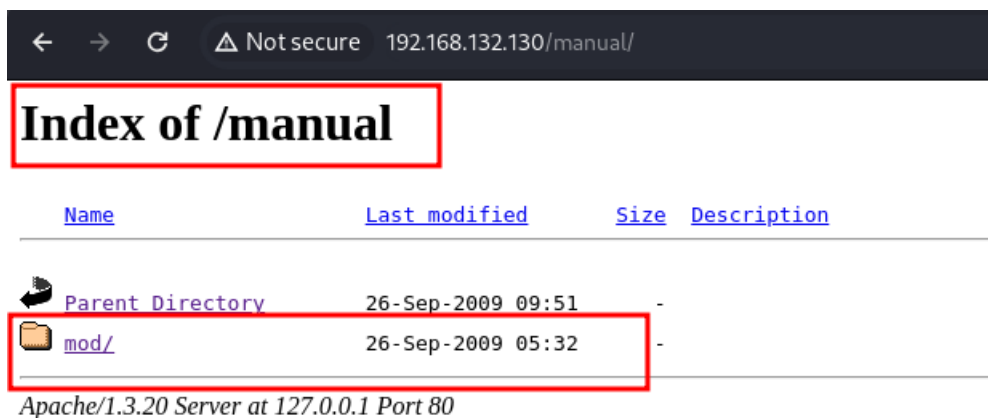 Not secure 192.168.132.130/manual/
Index of /manual
Name Last modified Size Description
Parent Directory 26-Sep-2009 09:51 -
mod/ 26-Sep-2009 05:32 -
Apache/1.3.20 Server at 127.0.0.1 Port 80